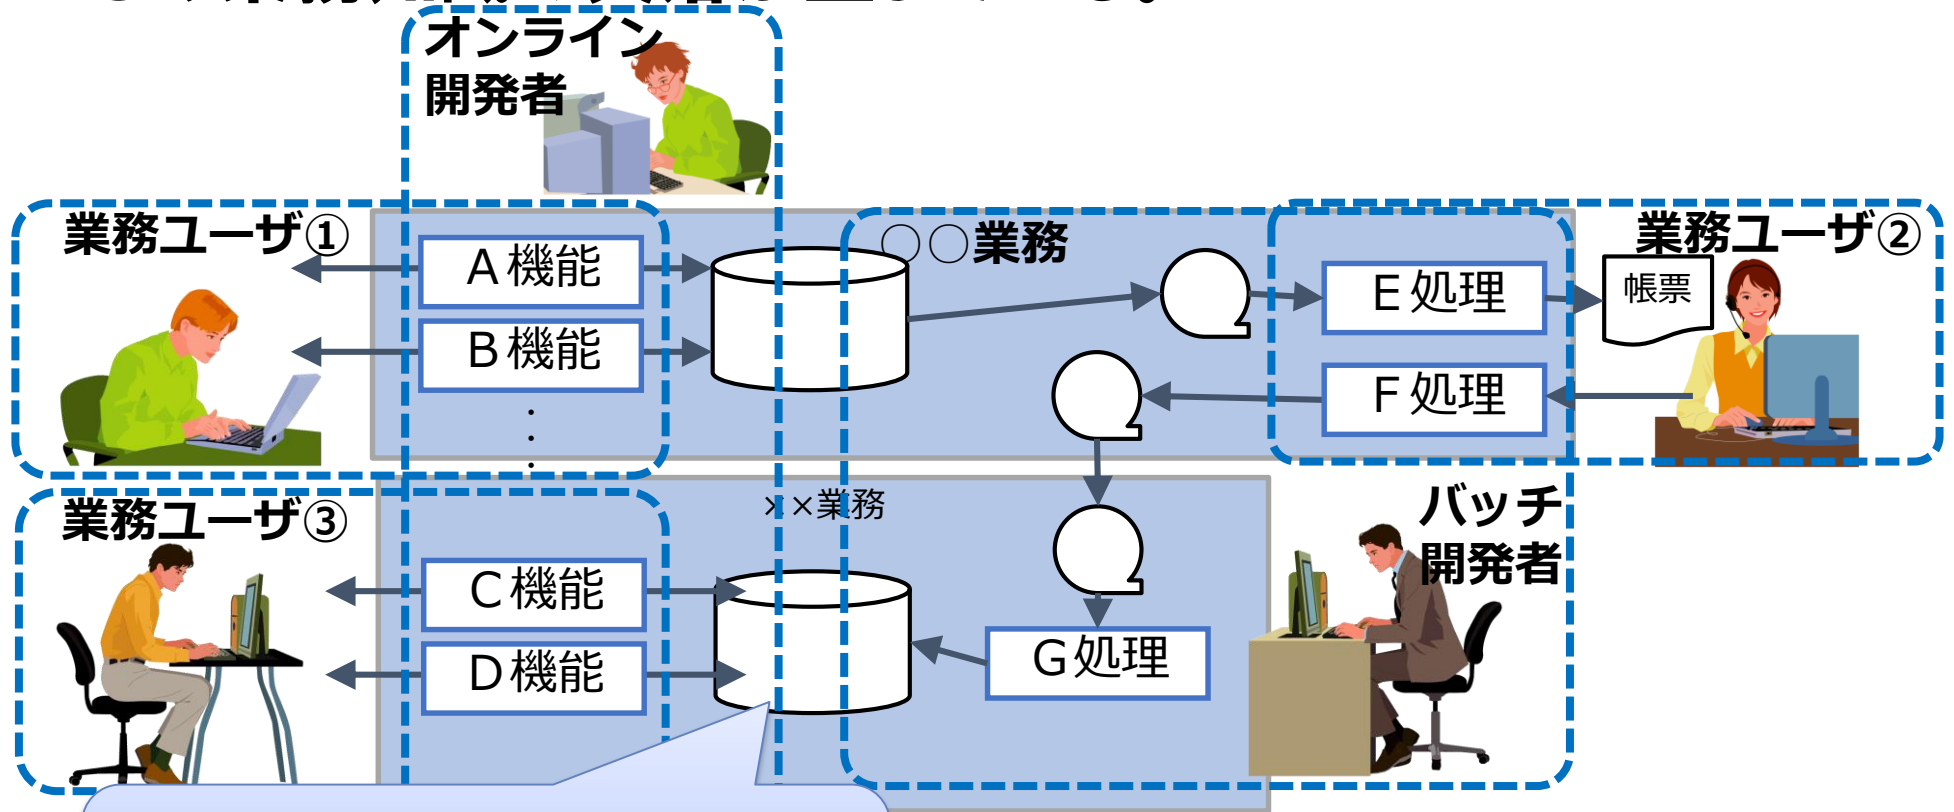 オンライン
開発者
業務ユーザ①
○○業務
業務ユーザ②
A機能
B機能
E処理
帳票
F処理
:
.
業務ユーザ③
××業務
バッチ
開発者
C機能
D機能
G処理